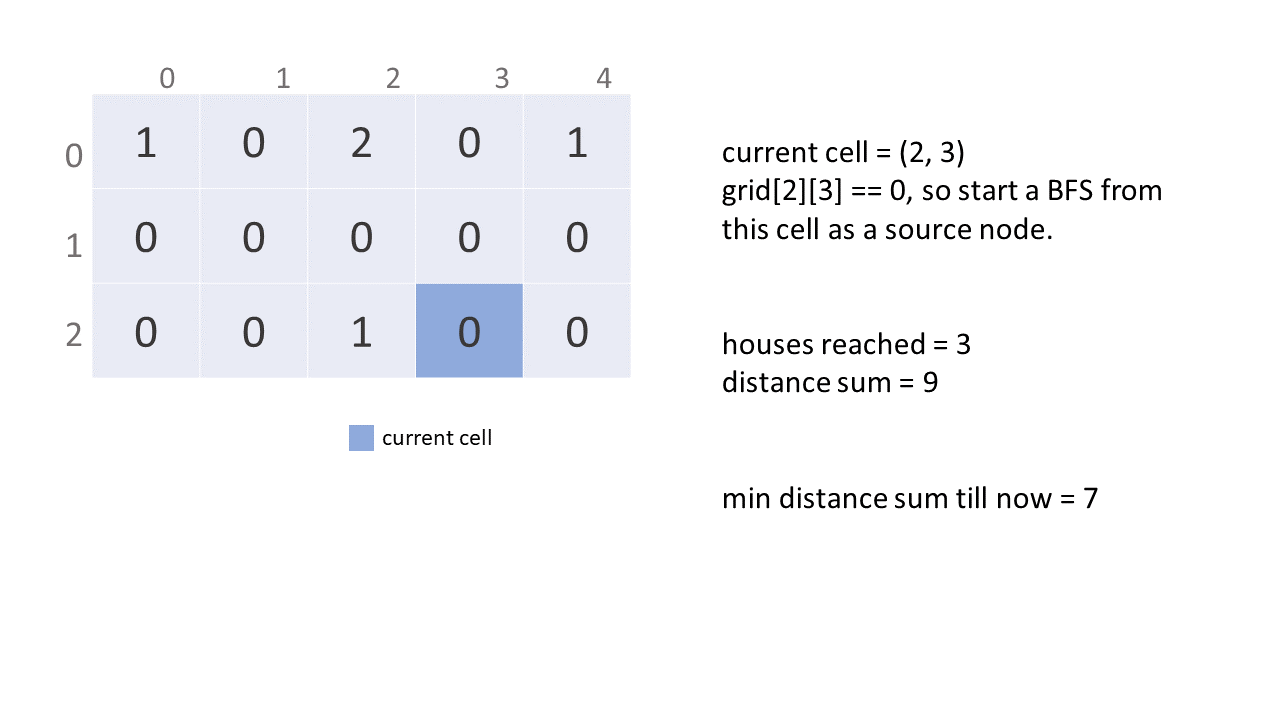 0 1 2 3 4
0 1 0 2 0 1
1 0 0 0 0 0
2 0 0 1 0 0
current cell
current cell = (2, 3)
grid[2][3] == 0, so start a BFS from
this cell as a source node.
houses reached = 3
distance sum = 9
min distance sum till now = 7